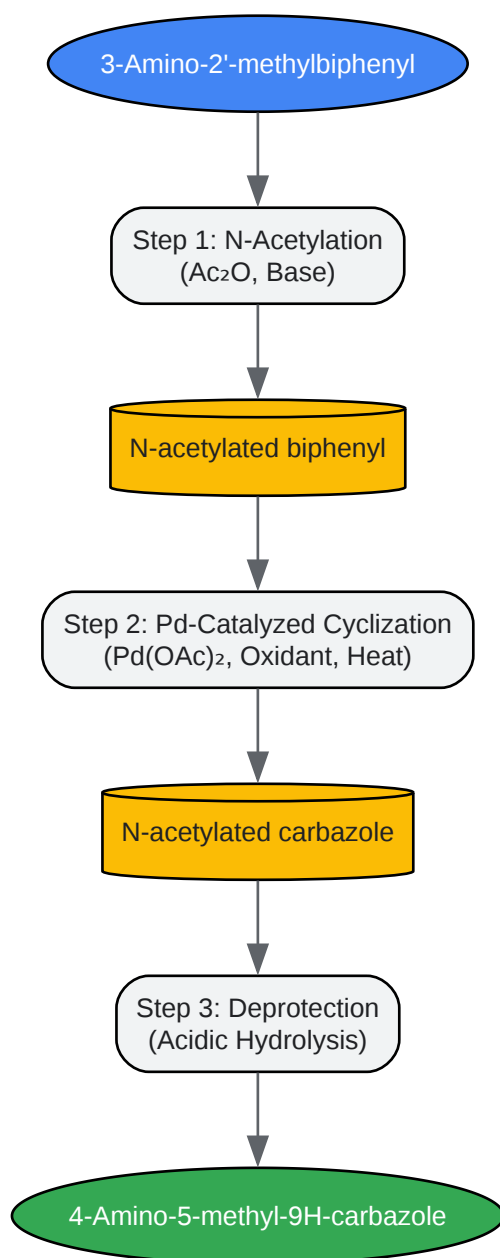 3-Amino-2'-methylbiphenyl
Step 1: N-Acetylation
(Ac₂O, Base)
N-acetylated biphenyl
Step 2: Pd-Catalyzed Cyclization
(Pd(OAc)₂, Oxidant, Heat)
N-acetylated carbazole
Step 3: Deprotection
(Acidic Hydrolysis)
4-Amino-5-methyl-9H-carbazole